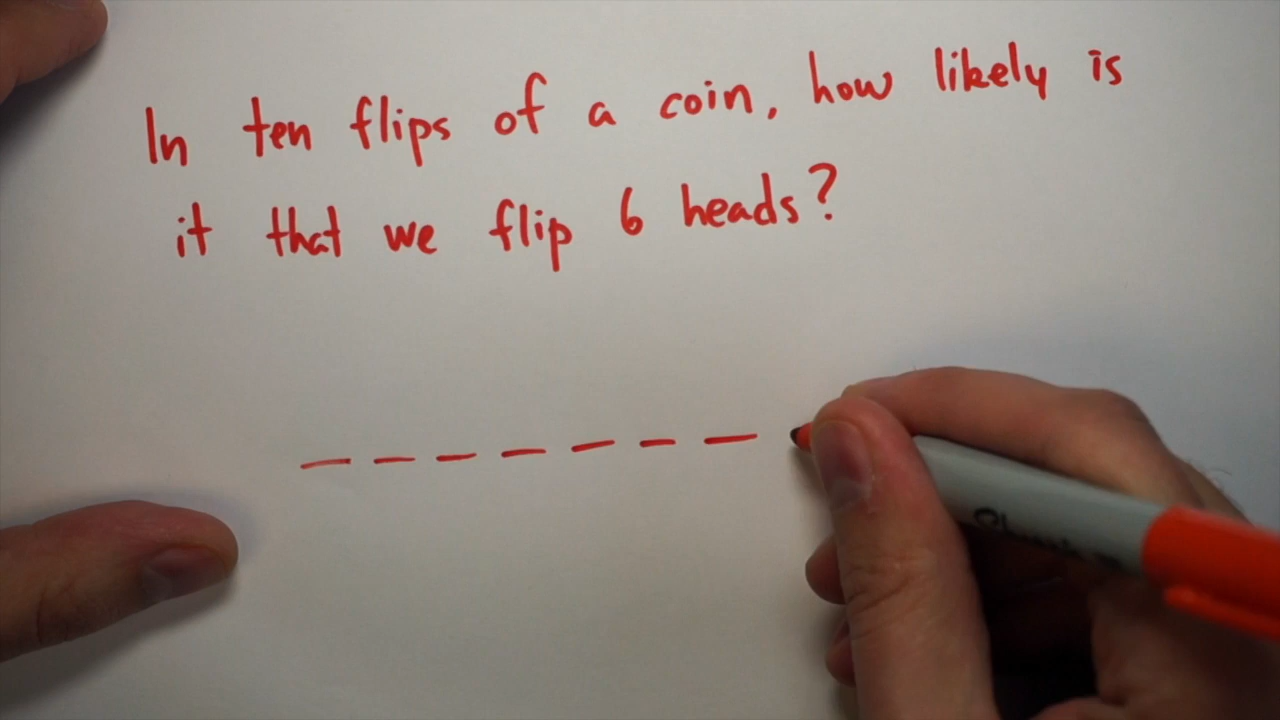 In ten flips of a coin, how likely is
it that we flip 6 heads?